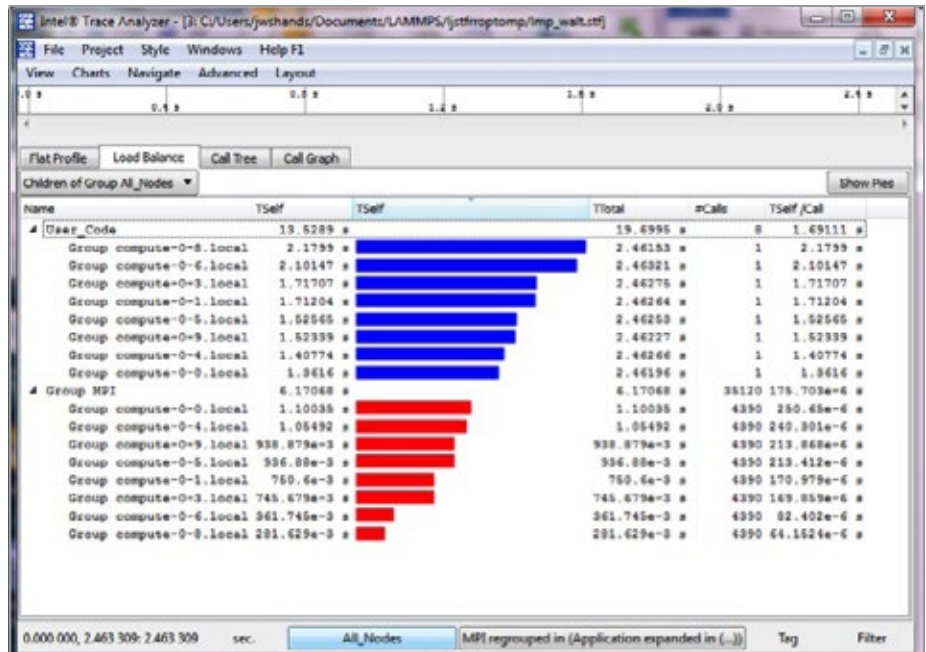 Intel® Trace Analyzer - [3: C:/Users/jwshands/Documents/LAMMPS/ljstfrroptomp/lmp_walt.stf]
File Project Style Windows Help F1
View Charts Navigate Advanced Layout
.0 s 0.8 s 1.6 s 2.4 s
0.4 s 1.2 s 2.0 s
Flat Profile Load Balance Call Tree Call Graph
Children of Group All_Nodes Show Pies
Name TSelf TSelf TTotal #Calls TSelf /Call
User_Code 13.5289 s 19.6995 s 8 1.69111 s
Group compute-0-8.local 2.1799 s 2.46153 s 1 2.1799 s
Group compute-0-6.local 2.10147 s 2.46321 s 1 2.10147 s
Group compute-0-3.local 1.71707 s 2.46275 s 1 1.71707 s
Group compute-0-1.local 1.71204 s 2.46264 s 1 1.71204 s
Group compute-0-5.local 1.52565 s 2.46253 s 1 1.52565 s
Group compute-0-9.local 1.52339 s 2.46227 s 1 1.52339 s
Group compute-0-4.local 1.40774 s 2.46266 s 1 1.40774 s
Group compute-0-0.local 1.3616 s 2.46196 s 1 1.3616 s
Group MPI 6.17068 s 6.17068 s 35120 175.703e-6 s
Group compute-0-0.local 1.10035 s 1.10035 s 4390 250.65e-6 s
Group compute-0-4.local 1.05492 s 1.05492 s 4390 240.301e-6 s
Group compute-0-9.local 938.879e-3 s 938.879e-3 s 4390 213.868e-6 s
Group compute-0-5.local 936.88e-3 s 936.88e-3 s 4390 213.412e-6 s
Group compute-0-1.local 750.6e-3 s 750.6e-3 s 4390 170.979e-6 s
Group compute-0-3.local 745.679e-3 s 745.679e-3 s 4390 169.859e-6 s
Group compute-0-6.local 361.745e-3 s 361.745e-3 s 4390 82.402e-6 s
Group compute-0-8.local 281.629e-3 s 281.629e-3 s 4390 64.1524e-6 s
0.000 000, 2.463 309: 2.463 309 sec. All_Nodes MPI regrouped in (Application expanded in (...)) Tag Filter